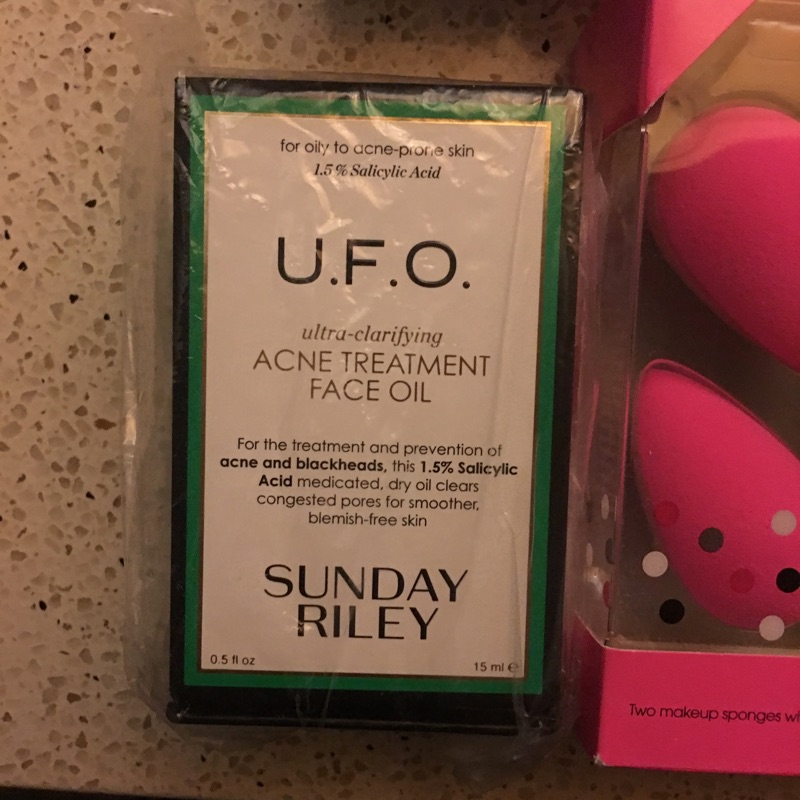 for oily to acne-prone skin
1.5% Salicylic Acid
U.F.O.
ultra-clarifying
ACNE TREATMENT
FACE OIL
For the treatment and prevention of
acne and blackheads, this 1.5% Salicylic
Acid medicated, dry oil clears
congested pores for smoother,
blemish-free skin
SUNDAY
RILEY
0.5 fl oz
15 ml ℮
Two makeup sponges